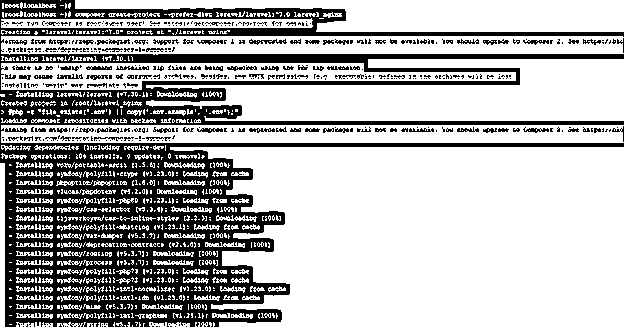 [root@localhost ~]#
[root@localhost ~]# composer create-project --prefer-dist laravel/laravel:^7.0 laravel_nginx
Do not run Composer as root/super user! See https://getcomposer.org/root for details
Creating a "laravel/laravel:^7.0" project at "./laravel_nginx"
Warning from https://repo.packagist.org: Support for Composer 1 is deprecated and some packages will not be available. You should upgrade to Composer 2. See https://blo
g.packagist.com/deprecating-composer-1-support/
Installing laravel/laravel (v7.30.1)
As there is no 'unzip' command installed zip files are being unpacked using the PHP zip extension.
This may cause invalid reports of corrupted archives. Besides, any UNIX permissions (e.g. executable) defined in the archives will be lost.
Installing 'unzip' may remediate them.
- Installing laravel/laravel (v7.30.1): Downloading (100%)
Created project in /root/laravel_nginx
> @php -r "file_exists('.env') || copy('.env.example', '.env');"
Loading composer repositories with package information
Warning from https://repo.packagist.org: Support for Composer 1 is deprecated and some packages will not be available. You should upgrade to Composer 2. See https://blo
g.packagist.com/deprecating-composer-1-support/
Updating dependencies (including require-dev)
Package operations: installs, 0 updates, 0 removals
- Installing voku/portable-ascii (1.5.6): Downloading (100%)
- Installing symfony/polyfill-ctype (v1.23.0): Loading from cache
- Installing phpoption/phpoption (1.8.0): Downloading (100%)
- Installing vlucas/phpdotenv (v4.2.0): Downloading (100%)
- Installing symfony/polyfill-php80 (v1.23.1): Loading from cache
- Installing symfony/css-selector (v5.3.4): Downloading (100%)
- Installing tijsverkoyen/css-to-inline-styles (2.2.3): Downloading (100%)
- Installing symfony/polyfill-mbstring (v1.23.1): Loading from cache
- Installing symfony/var-dumper (v5.3.7): Downloading (100%)
- Installing symfony/deprecation-contracts (v2.4.0): Downloading (100%)
- Installing symfony/routing (v5.3.7): Downloading (100%)
- Installing symfony/process (v5.3.7): Downloading (100%)
- Installing symfony/polyfill-php73 (v1.23.0): Loading from cache
- Installing symfony/polyfill-php72 (v1.23.0): Loading from cache
- Installing symfony/polyfill-intl-normalizer (v1.23.0): Loading from cache
- Installing symfony/polyfill-intl-idn (v1.23.0): Loading from cache
- Installing symfony/mime (v5.3.7): Downloading (100%)
- Installing symfony/polyfill-intl-grapheme (v1.23.1): Loading from cache
- Installing symfony/string (v5.3.7): Downloading (100%)